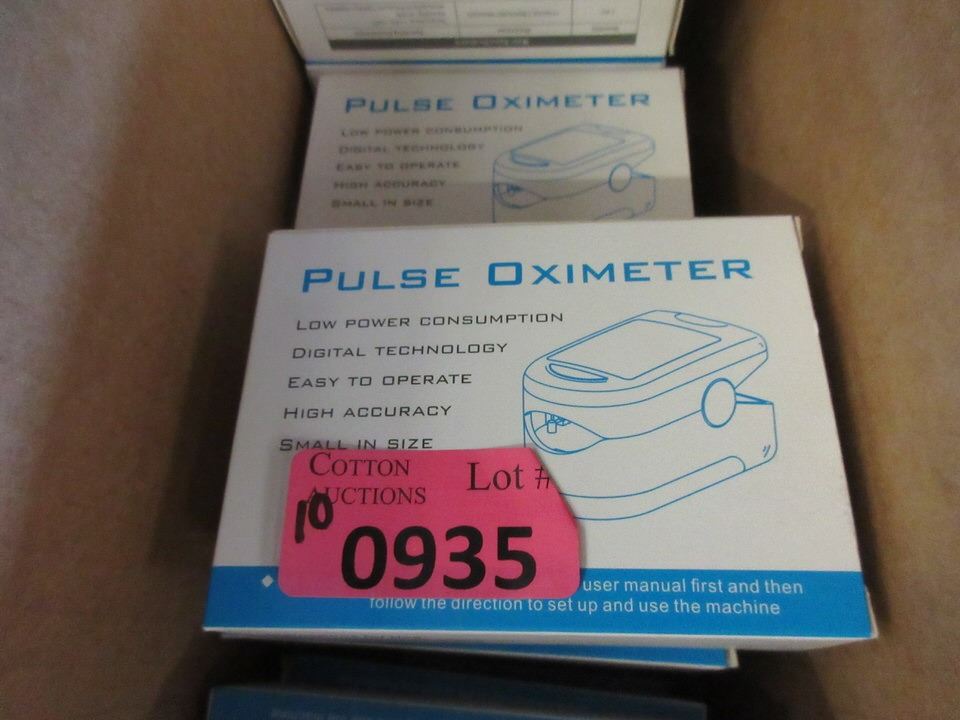 PULSE OXIMETER
LOW POWER CONSUMPTION
DIGITAL TECHNOLOGY
EASY TO OPERATE
HIGH ACCURACY
SMALL IN SIZE
PULSE OXIMETER
LOW POWER CONSUMPTION
DIGITAL TECHNOLOGY
EASY TO OPERATE
HIGH ACCURACY
SMALL IN SIZE
COTTON AUCTIONS
Lot #
10
0935
user manual first and then
follow the direction to set up and use the machine